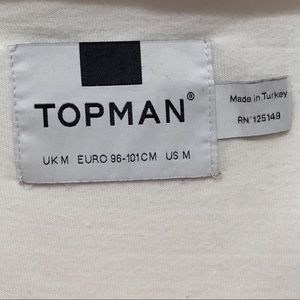 TOPMAN®
UK M EURO 96-101CM US M
Made in Turkey
RN 125149